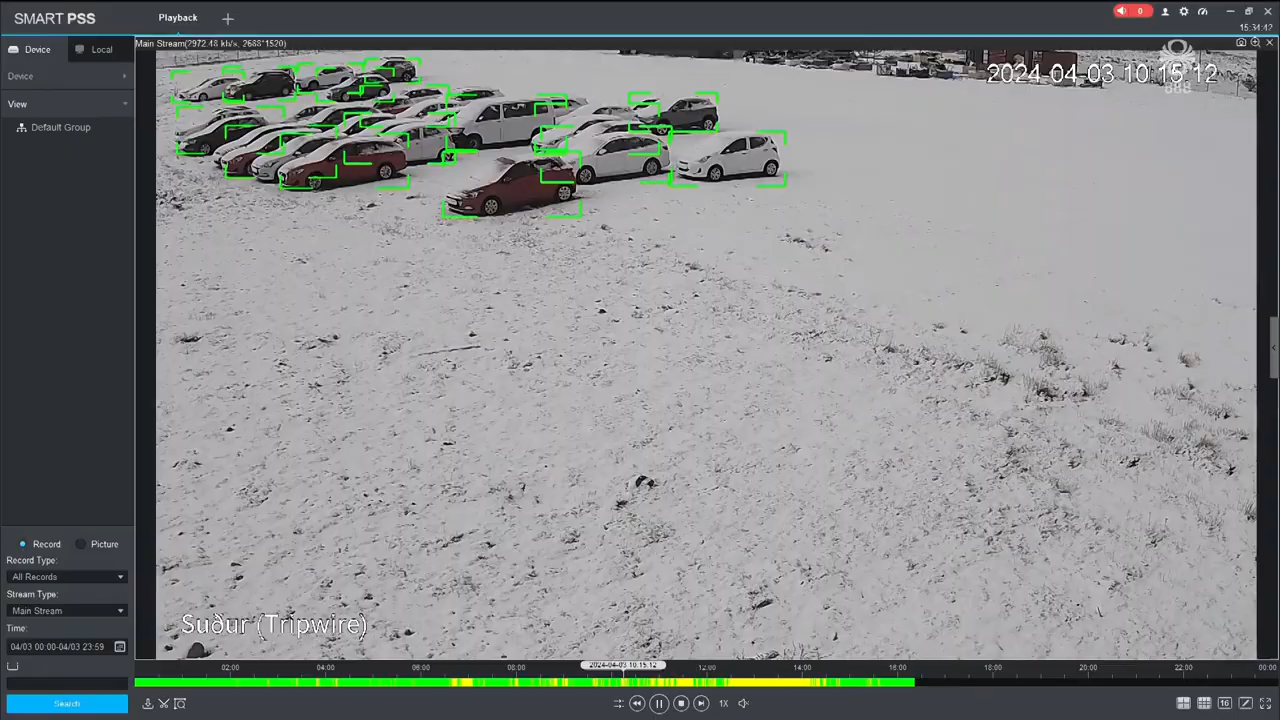 SMART PSS
Playback
0
15:34:42
Device
Local
Main Stream(2972.48 kb/s, 2688*1520)
Device
View
Default Group
2024-04-03 10:15:12
888
Suður (Tripwire)
Record
Picture
Record Type:
All Records
Stream Type:
Main Stream
Time:
04/03 00:00-04/03 23:59
Search
02:00
04:00
06:00
08:00
2024-04-03 10:15:12
12:00
14:00
16:00
18:00
20:00
22:00
00:00
1X
16